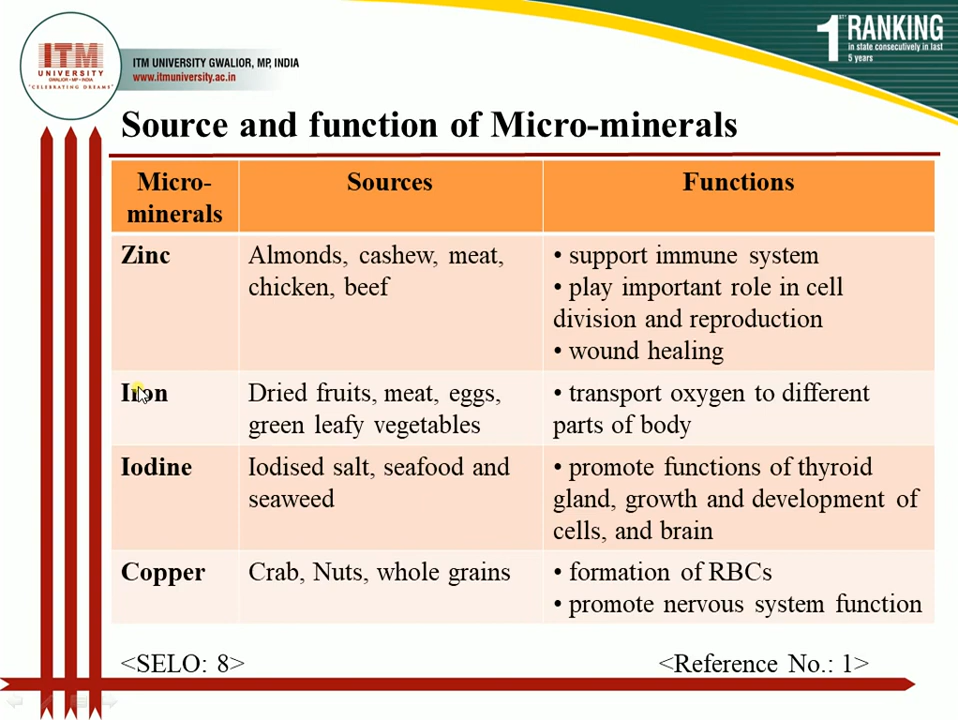 ITM
UNIVERSITY
GWALIOR • MP • INDIA
"CELEBRATING DREAMS"
ITM UNIVERSITY GWALIOR, MP, INDIA
www.itmuniversity.ac.in
1ST RANKING
in state consecutively in last
5 years
Source and function of Micro-minerals
Micro-
minerals
Sources
Functions
Zinc
Almonds, cashew, meat,
chicken, beef
• support immune system
• play important role in cell
division and reproduction
• wound healing
Iron
Dried fruits, meat, eggs,
green leafy vegetables
• transport oxygen to different
parts of body
Iodine
Iodised salt, seafood and
seaweed
• promote functions of thyroid
gland, growth and development of
cells, and brain
Copper
Crab, Nuts, whole grains
• formation of RBCs
• promote nervous system function
<SELO: 8>
<Reference No.: 1>